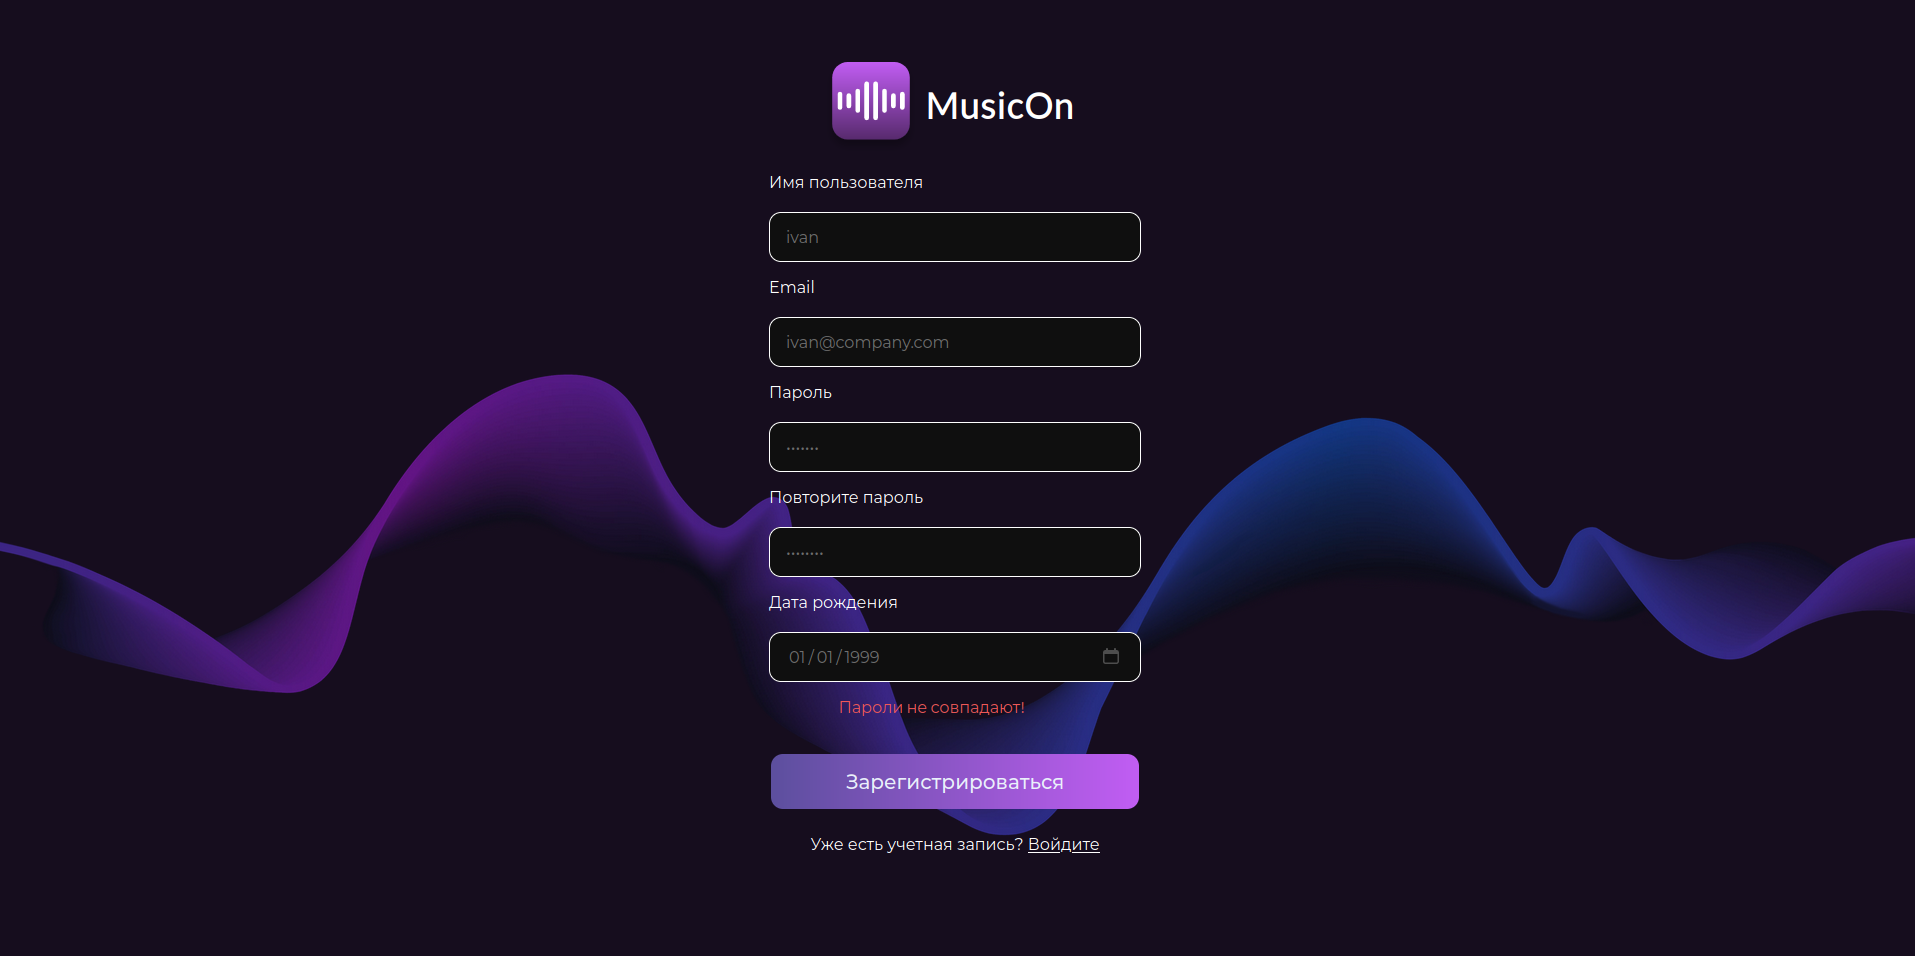 MusicOn
Имя пользователя
ivan
Email
ivan@company.com
Пароль
•••••••
Повторите пароль
••••••••
Дата рождения
01 / 01 / 1999
Пароли не совпадают!
Зарегистрироваться
Уже есть учетная запись? Войдите